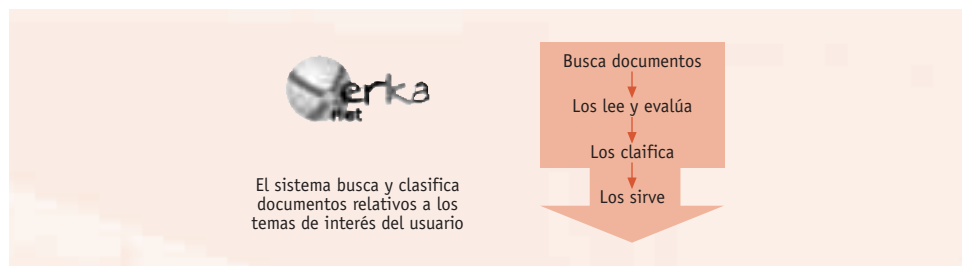 erka
net
El sistema busca y clasifica
documentos relativos a los
temas de interés del usuario
Busca documentos
Los lee y evalúa
Los claifica
Los sirve